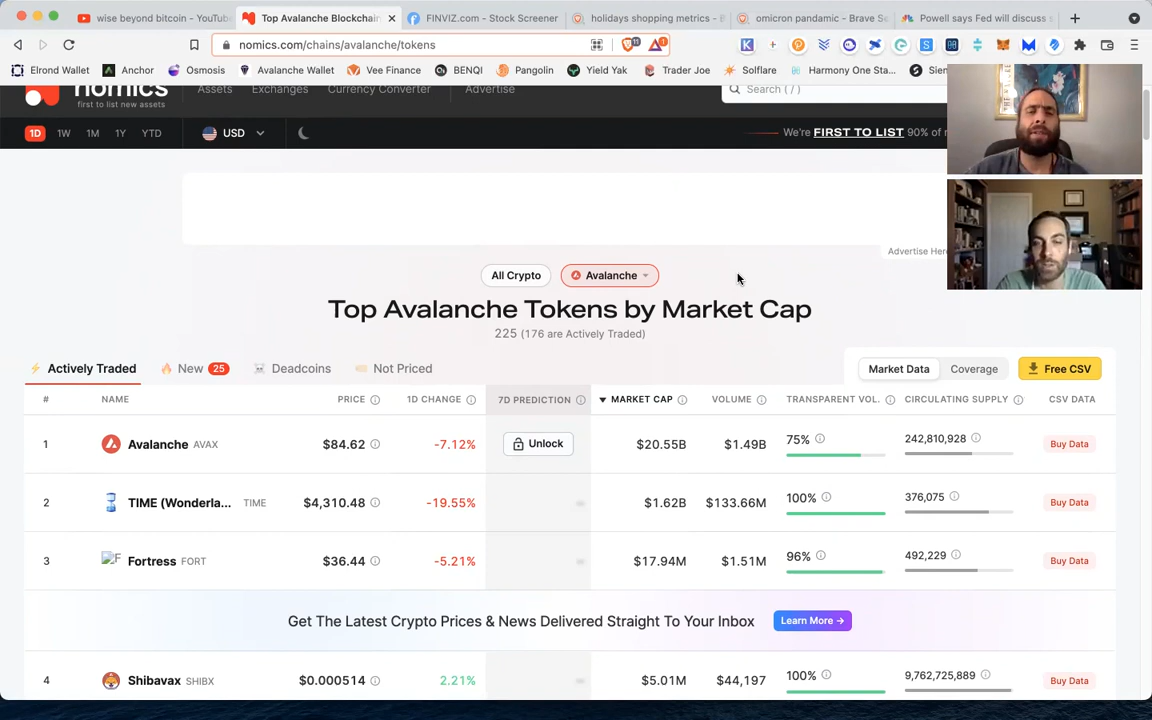 wise beyond bitcoin - YouTub
Top Avalanche Blockchain
FINVIZ.com - Stock Screener
holidays shopping metrics - B
omicron pandemic - Brave Se
Powell says Fed will discuss s
nomics.com/chains/avalanche/tokens
Elrond Wallet
Anchor
Osmosis
Avalanche Wallet
Vee Finance
BENQI
Pangolin
Yield Yak
Trader Joe
Solflare
Harmony One Sta...
Sien
nomics
first to list new assets
Assets
Exchanges
Currency Converter
Advertise
Search ( / )
1D
1W
1M
1Y
YTD
USD
We're FIRST TO LIST 90% of n
Advertise Here
All Crypto
Avalanche
Top Avalanche Tokens by Market Cap
225 (176 are Actively Traded)
Actively Traded
New 25
Deadcoins
Not Priced
Market Data
Coverage
Free CSV
# NAME PRICE 1D CHANGE 7D PREDICTION MARKET CAP VOLUME TRANSPARENT VOL. CIRCULATING SUPPLY CSV DATA
1 Avalanche AVAX $84.62 -7.12% Unlock $20.55B $1.49B 75% 242,810,928 Buy Data
2 TIME (Wonderla... TIME $4,310.48 -19.55% $1.62B $133.66M 100% 376,075 Buy Data
3 F Fortress FORT $36.44 -5.21% $17.94M $1.51M 96% 492,229 Buy Data
Get The Latest Crypto Prices & News Delivered Straight To Your Inbox
Learn More →
4 Shibavax SHIBX $0.000514 2.21% $5.01M $44,197 100% 9,762,725,889 Buy Data